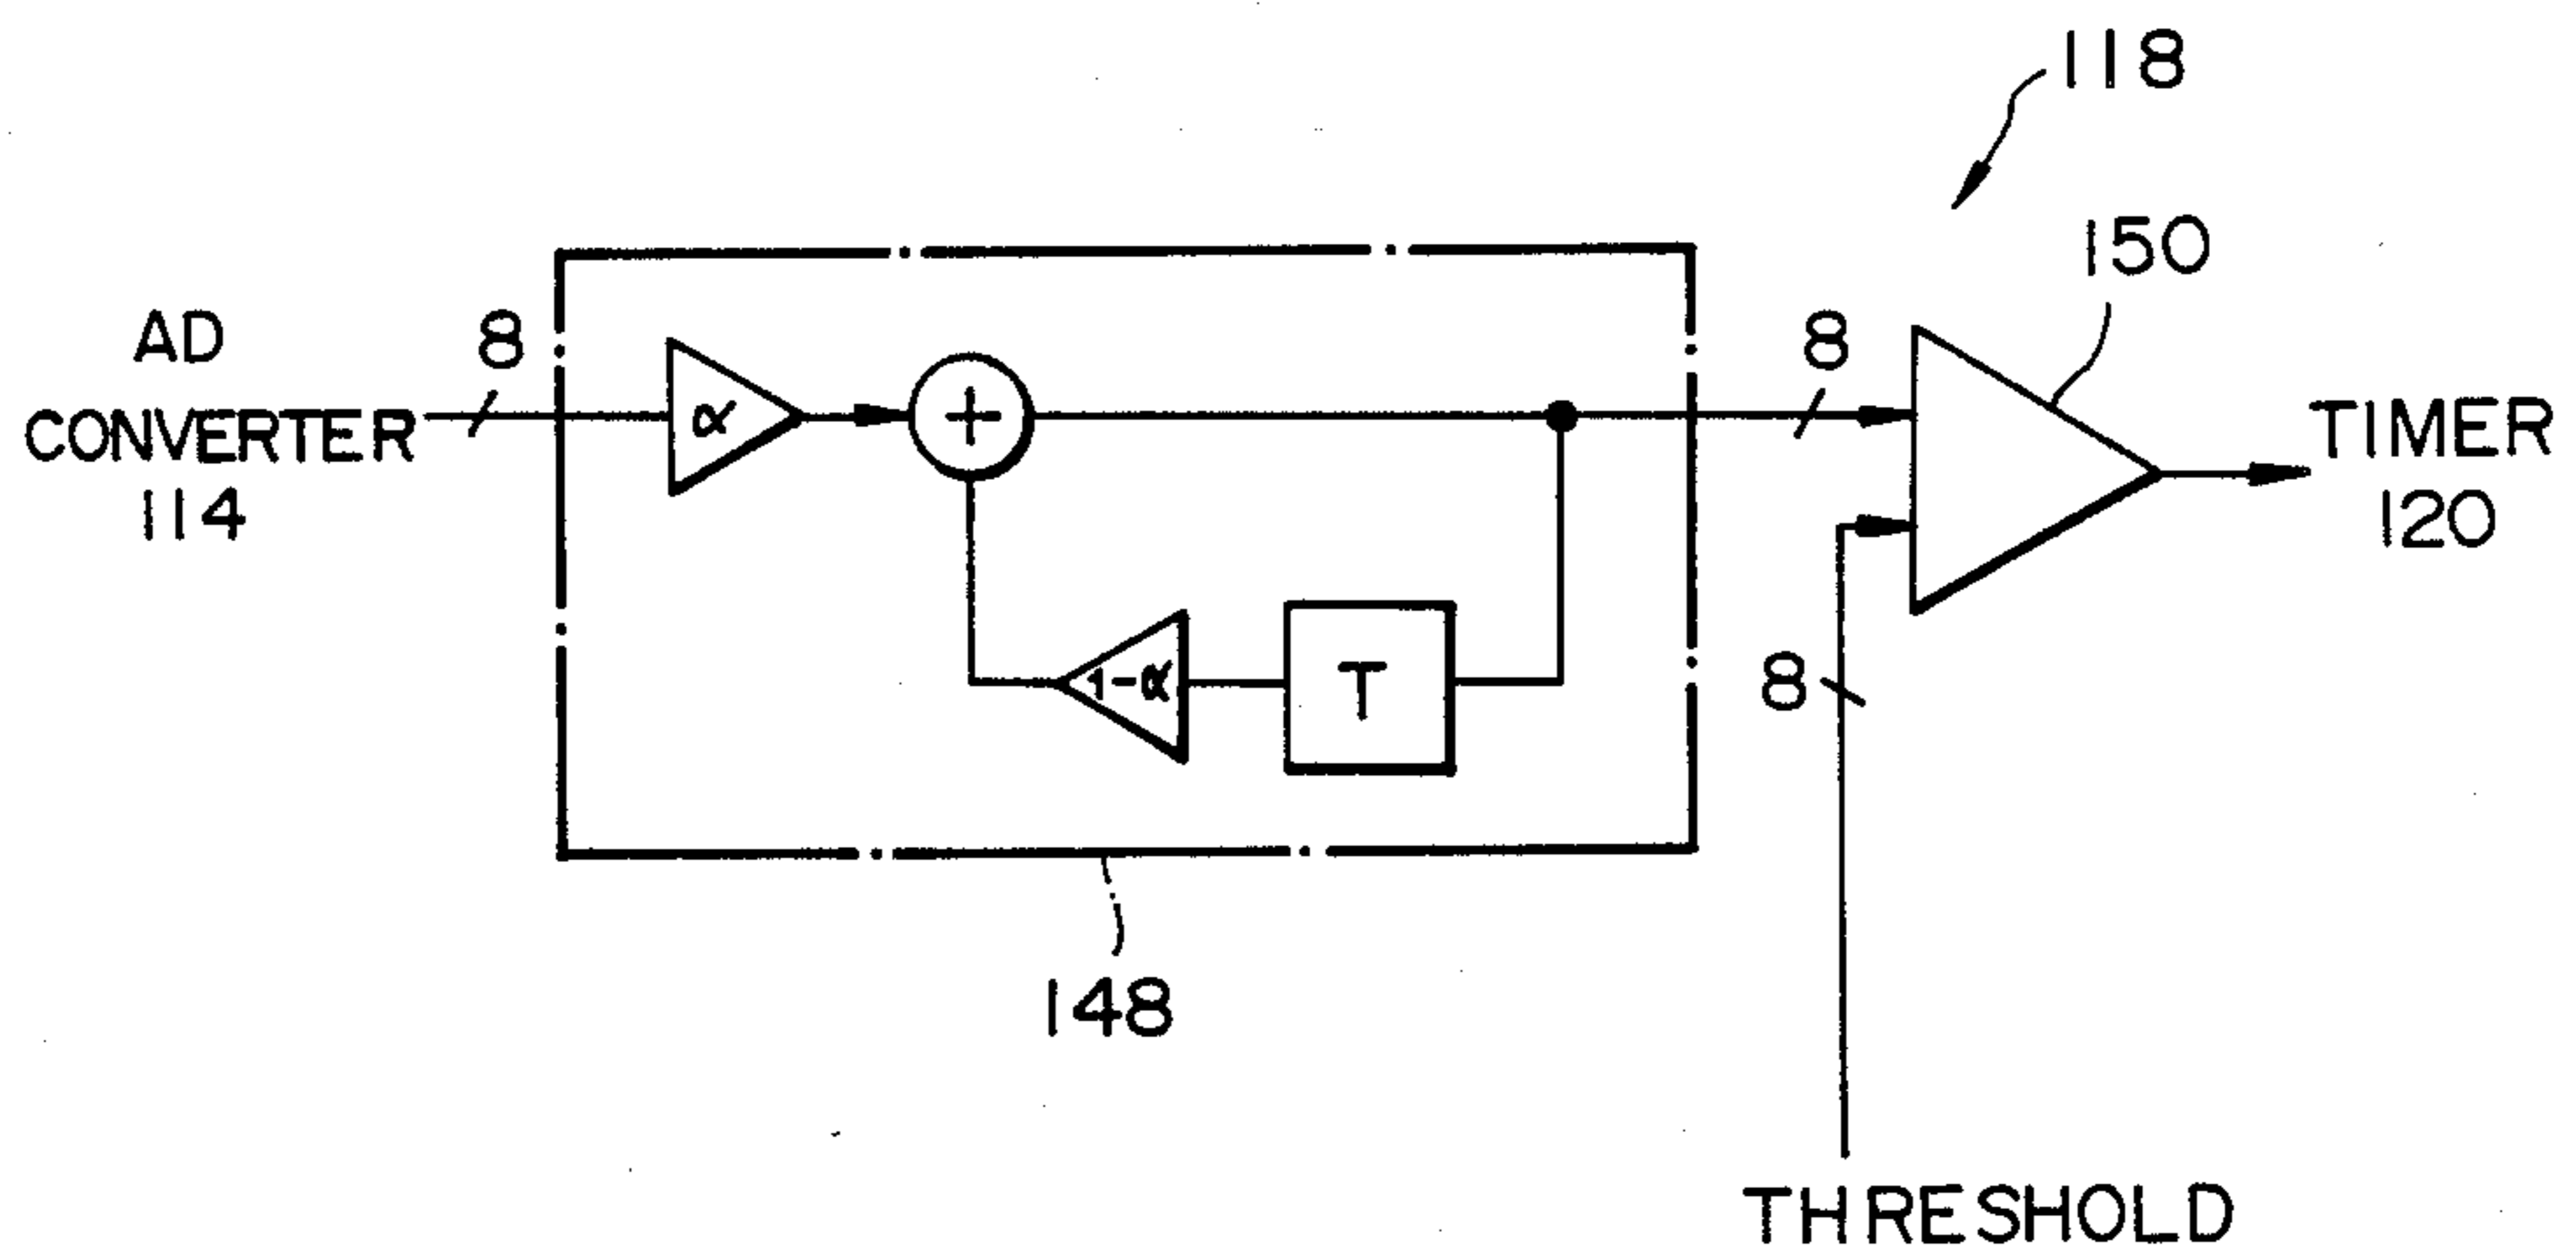 118
150
AD
CONVERTER
114
8
α
+
8
TIMER
120
1-α
T
8
148
THRESHOLD